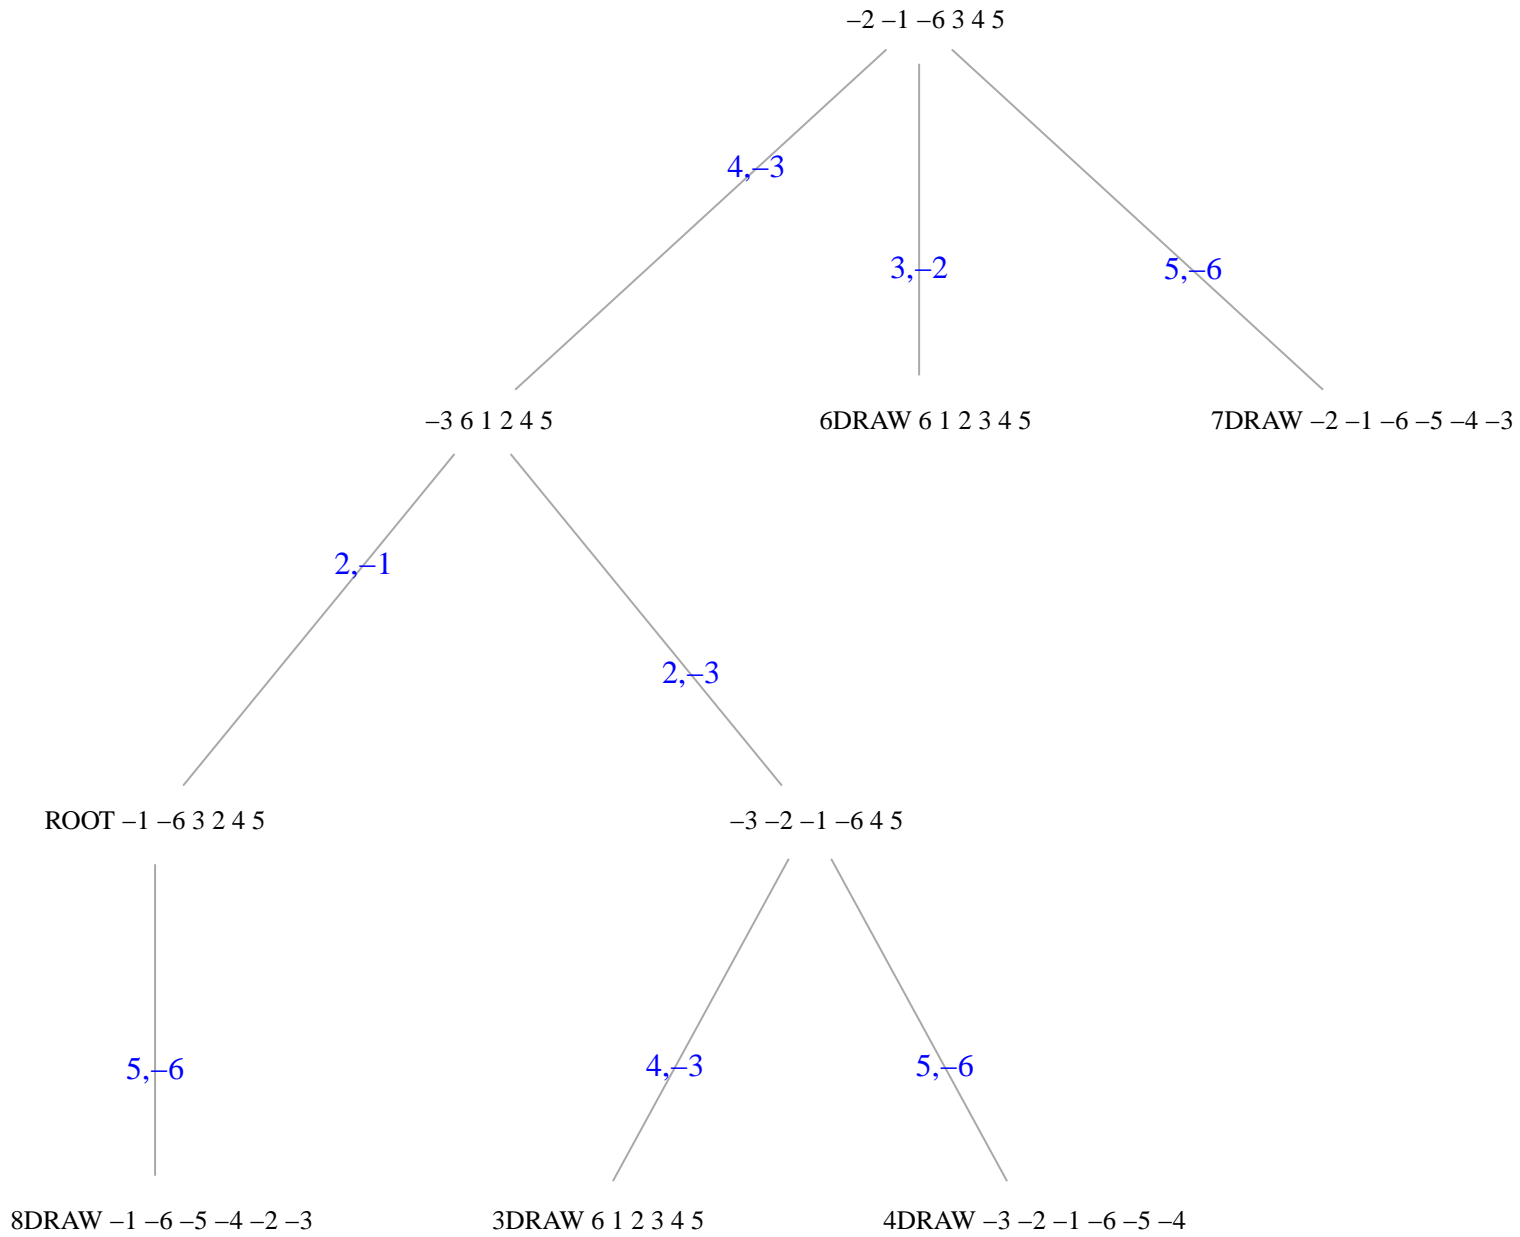 –2 –1 –6 3 4 5
4,–3
3,–2
5,–6
–3 6 1 2 4 5
6DRAW 6 1 2 3 4 5
7DRAW –2 –1 –6 –5 –4 –3
2,–1
2,–3
ROOT –1 –6 3 2 4 5
–3 –2 –1 –6 4 5
5,–6
4,–3
5,–6
8DRAW –1 –6 –5 –4 –2 –3
3DRAW 6 1 2 3 4 5
4DRAW –3 –2 –1 –6 –5 –4